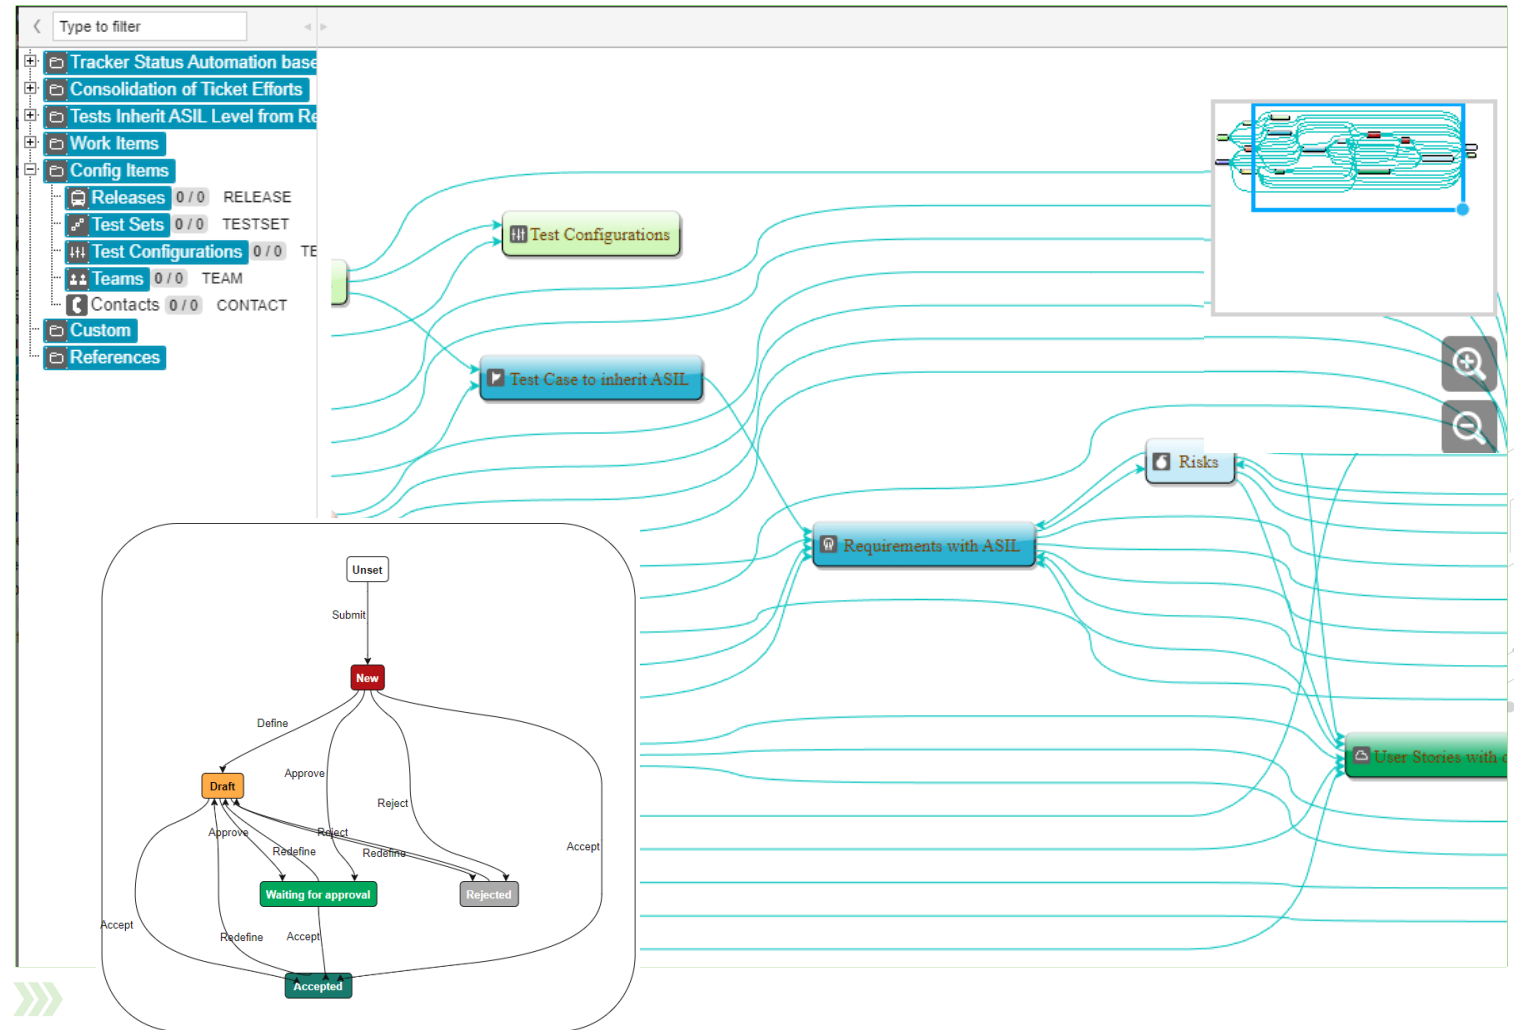 Type to filter
Tracker Status Automation base
Consolidation of Ticket Efforts
Tests Inherit ASIL Level from Re
Work Items
Config Items
Releases 0 / 0 RELEASE
Test Sets 0 / 0 TESTSET
Test Configurations 0 / 0 TE
Teams 0 / 0 TEAM
Contacts 0 / 0 CONTACT
Custom
References
Test Configurations
Test Case to inherit ASIL
Risks
Requirements with ASIL
User Stories with
Unset
Submit
New
Define
Approve
Reject
Accept
Draft
Approve
Reject
Redefine
Redefine
Waiting for approval
Rejected
Accept
Redefine
Accept
Accepted